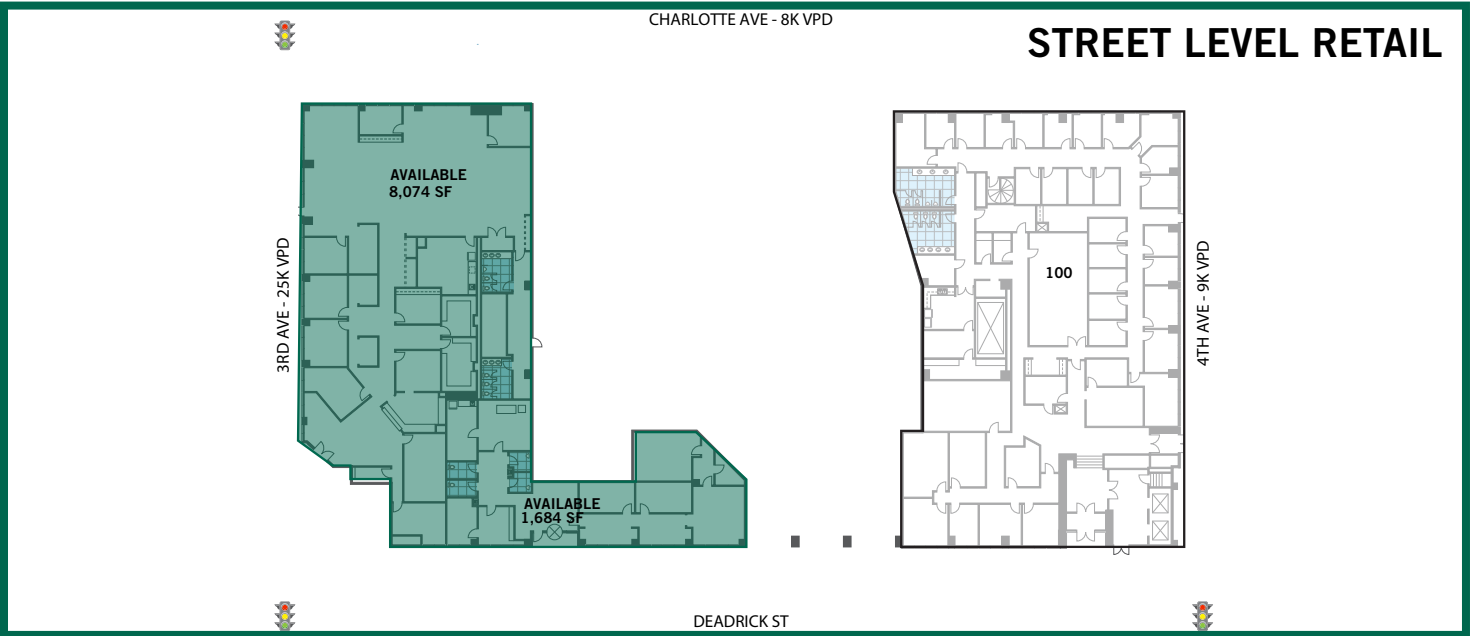 CHARLOTTE AVE - 8K VPD
STREET LEVEL RETAIL
AVAILABLE
8,074 SF
3RD AVE - 25K VPD
100
4TH AVE - 9K VPD
AVAILABLE
1,684 SF
DEADRICK ST